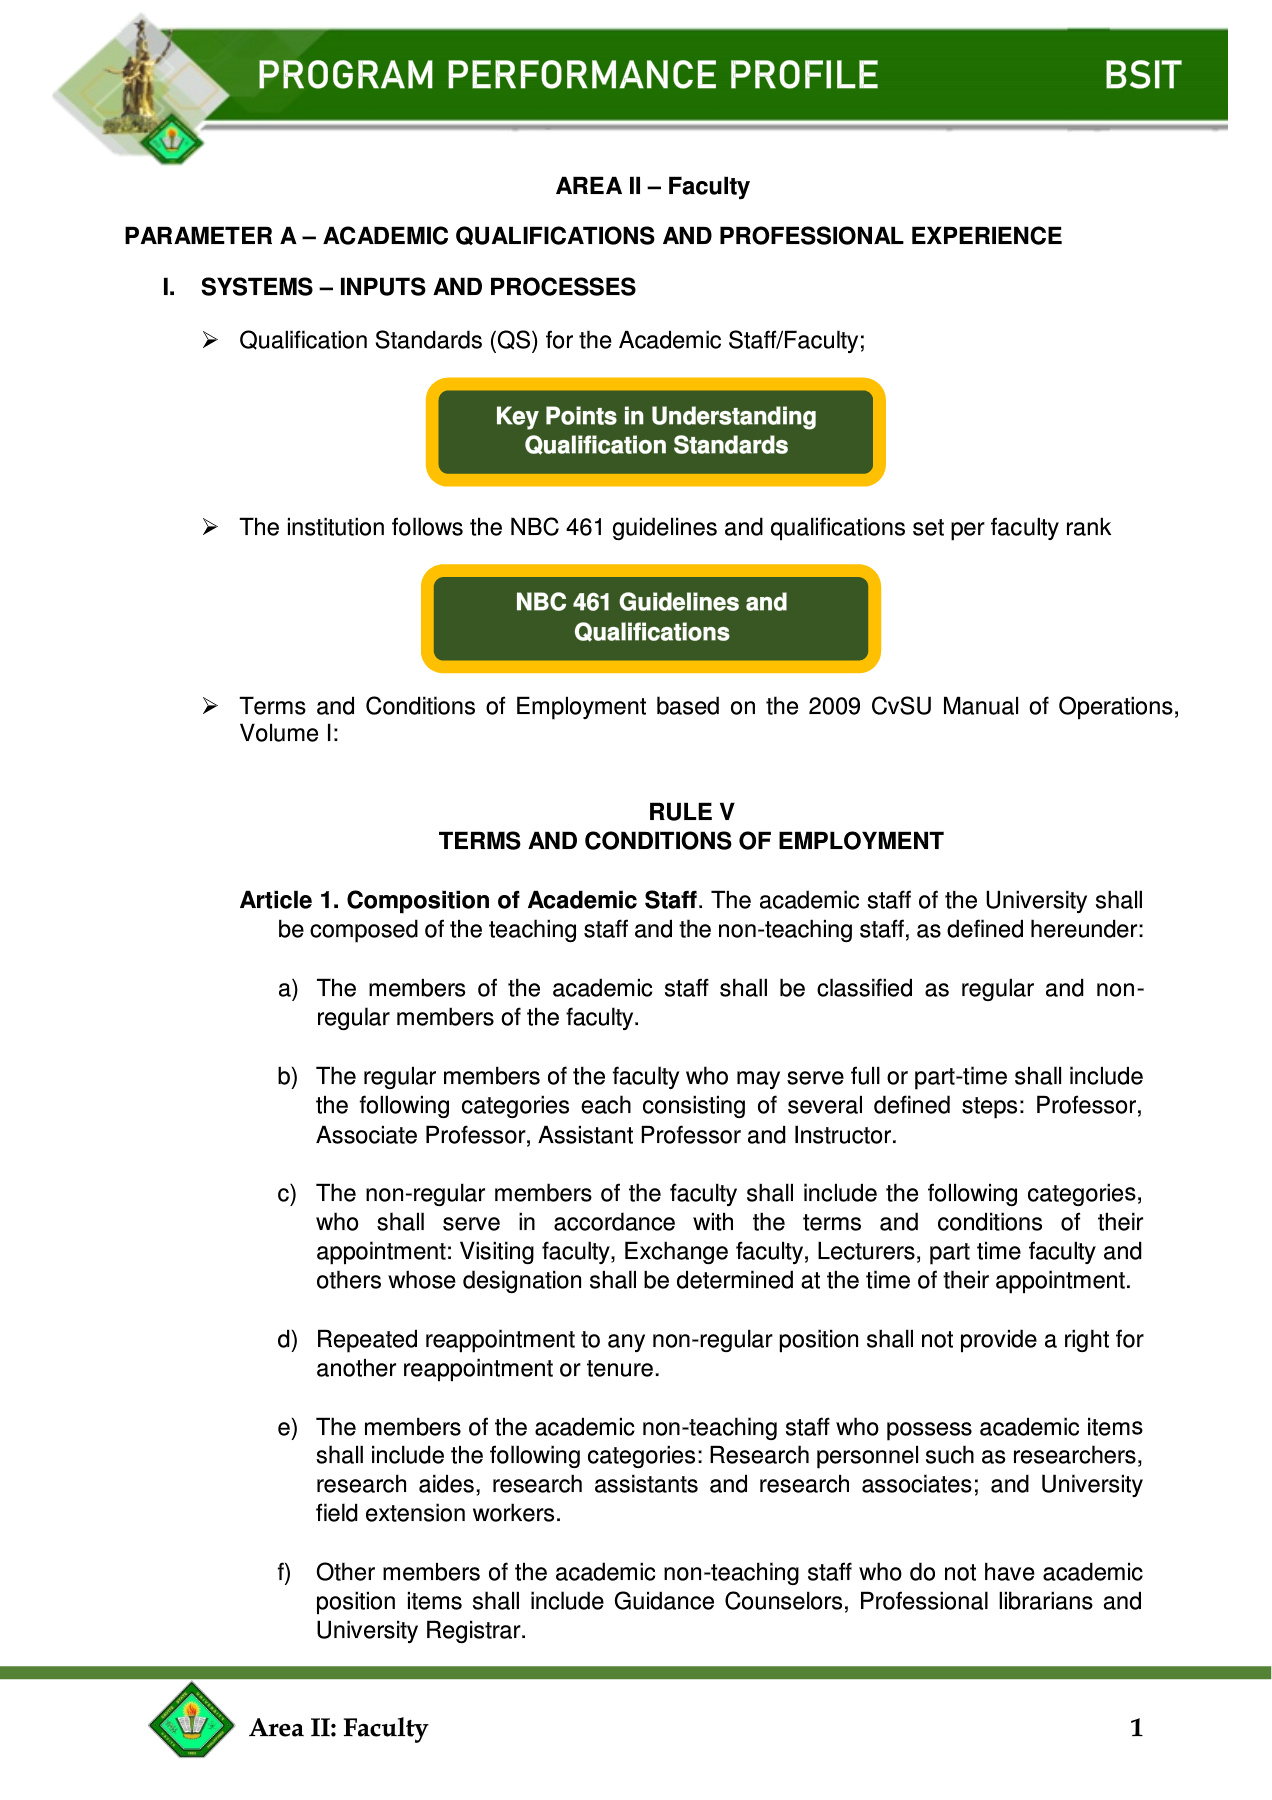 PROGRAM PERFORMANCE PROFILE BSIT
AREA II – Faculty
PARAMETER A – ACADEMIC QUALIFICATIONS AND PROFESSIONAL EXPERIENCE
I. SYSTEMS – INPUTS AND PROCESSES
➢ Qualification Standards (QS) for the Academic Staff/Faculty;
Key Points in Understanding
Qualification Standards
➢ The institution follows the NBC 461 guidelines and qualifications set per faculty rank
NBC 461 Guidelines and
Qualifications
➢ Terms and Conditions of Employment based on the 2009 CvSU Manual of Operations,
Volume I:
RULE V
TERMS AND CONDITIONS OF EMPLOYMENT
Article 1. Composition of Academic Staff. The academic staff of the University shall
be composed of the teaching staff and the non-teaching staff, as defined hereunder:
a) The members of the academic staff shall be classified as regular and non-
regular members of the faculty.
b) The regular members of the faculty who may serve full or part-time shall include
the following categories each consisting of several defined steps: Professor,
Associate Professor, Assistant Professor and Instructor.
c) The non-regular members of the faculty shall include the following categories,
who shall serve in accordance with the terms and conditions of their
appointment: Visiting faculty, Exchange faculty, Lecturers, part time faculty and
others whose designation shall be determined at the time of their appointment.
d) Repeated reappointment to any non-regular position shall not provide a right for
another reappointment or tenure.
e) The members of the academic non-teaching staff who possess academic items
shall include the following categories: Research personnel such as researchers,
research aides, research assistants and research associates; and University
field extension workers.
f) Other members of the academic non-teaching staff who do not have academic
position items shall include Guidance Counselors, Professional librarians and
University Registrar.
Area II: Faculty 1